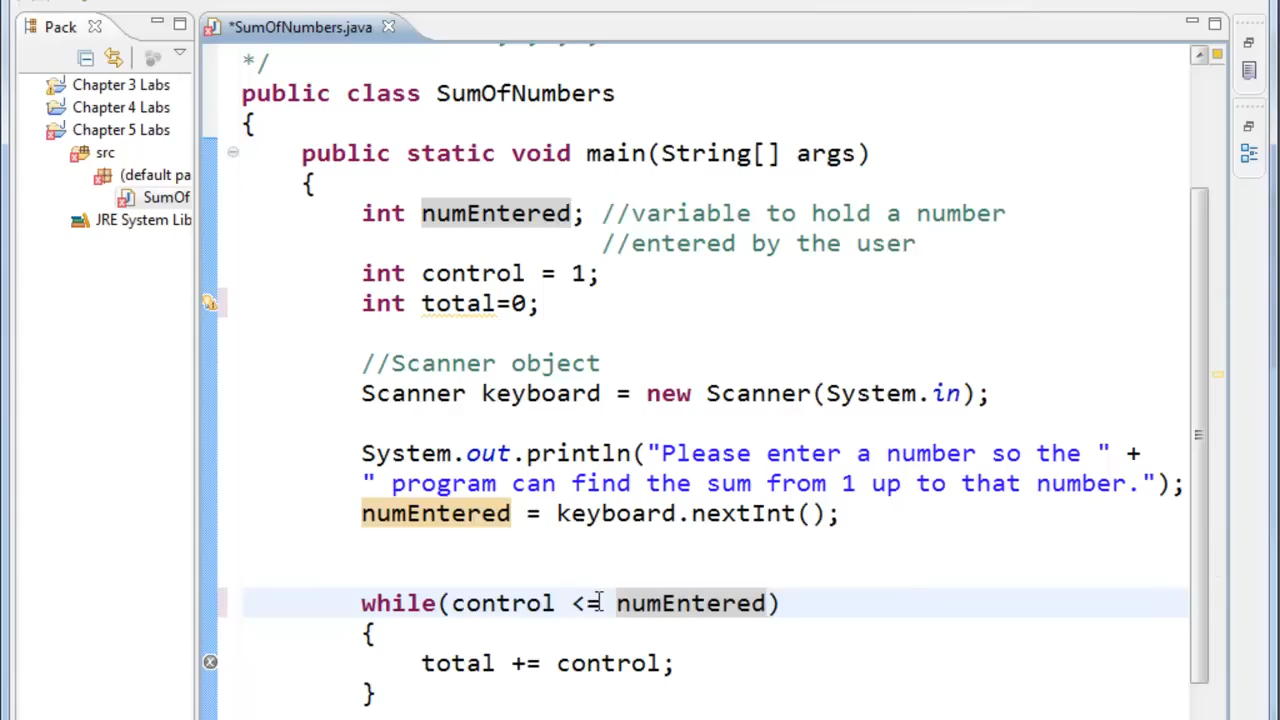 Pack
*SumOfNumbers.java
Chapter 3 Labs
Chapter 4 Labs
Chapter 5 Labs
src
(default pa
SumOf
JRE System Lib
*/
public class SumOfNumbers
{
public static void main(String[] args)
{
int numEntered; //variable to hold a number
//entered by the user
int control = 1;
int total=0;
//Scanner object
Scanner keyboard = new Scanner(System.in);
System.out.println("Please enter a number so the " +
" program can find the sum from 1 up to that number.");
numEntered = keyboard.nextInt();
while(control <= numEntered)
{
total += control;
}